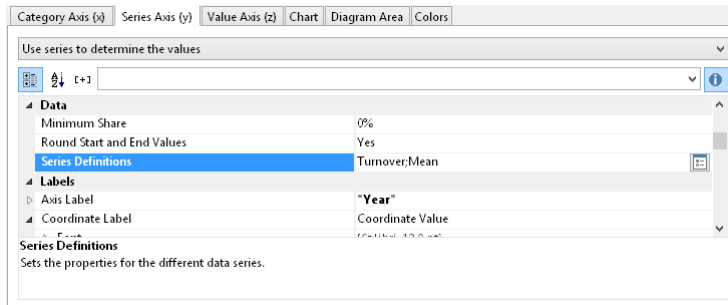 Category Axis {x} Series Axis {y} Value Axis {z} Chart Diagram Area Colors
Use series to determine the values
A Z [+]
Data
Minimum Share 0%
Round Start and End Values Yes
Series Definitions Turnover;Mean
Labels
Axis Label "Year"
Coordinate Label Coordinate Value
Series Definitions
Sets the properties for the different data series.